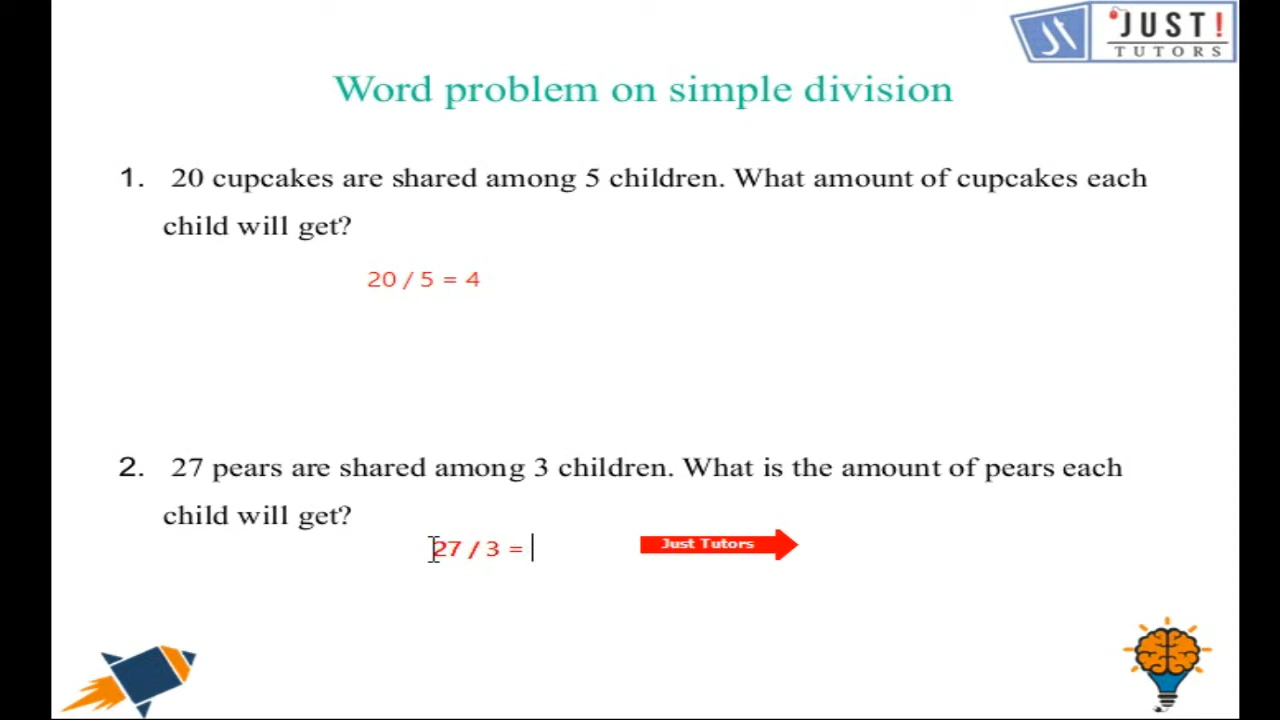 JUST!
TUTORS
Word problem on simple division
1. 20 cupcakes are shared among 5 children. What amount of cupcakes each
child will get?
20 / 5 = 4
2. 27 pears are shared among 3 children. What is the amount of pears each
child will get?
27 / 3 =
Just Tutors